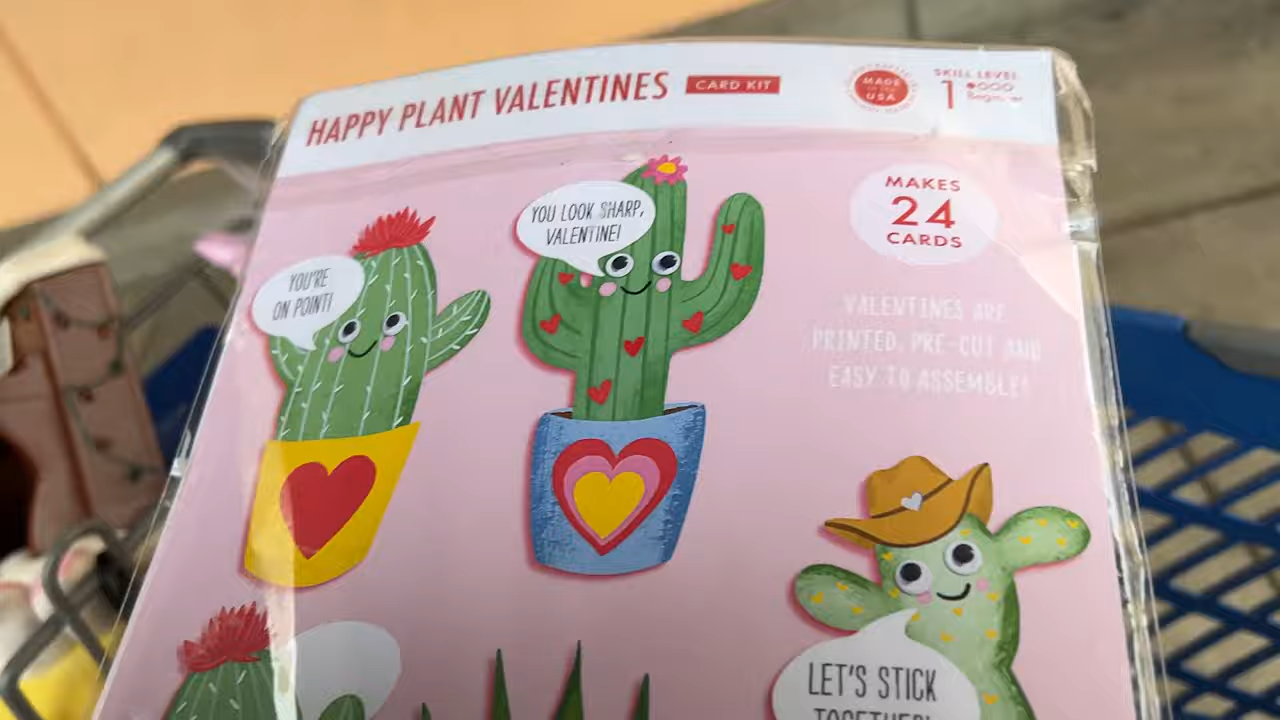 HAPPY PLANT VALENTINES
CARD KIT
MADE
in the
USA
SKILL LEVEL
1
Beginner
MAKES
24
CARDS
YOU LOOK SHARP,
VALENTINE!
YOU'RE
ON POINT!
VALENTINES ARE
PRINTED, PRE-CUT AND
EASY TO ASSEMBLE!
LET'S STICK
TOGETHER!